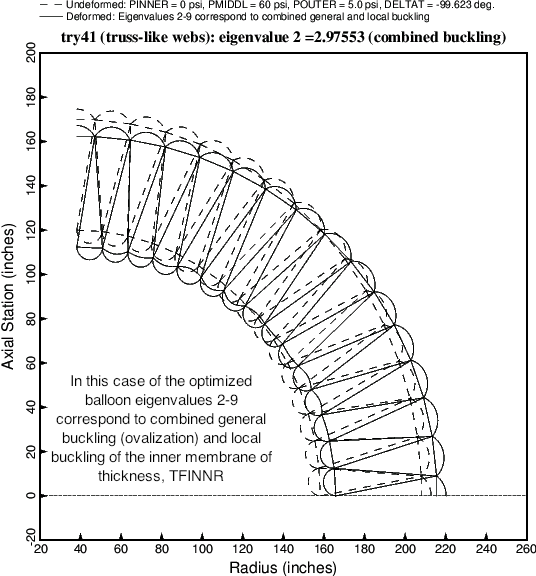 Undeformed: PINNER = 0 psi, PMIDDL = 60 psi, POUTER = 5.0 psi, DELTAT = -99.623 deg.
Deformed: Eigenvalues 2-9 correspond to combined general and local buckling
try41 (truss-like webs): eigenvalue 2 =2.97553 (combined buckling)
200
180
160
140
120
100
80
60
40
20
0
-20
Axial Station (inches)
In this case of the optimized
balloon eigenvalues 2-9
correspond to combined general
buckling (ovalization) and local
buckling of the inner membrane of
thickness, TFINNR
20 40 60 80 100 120 140 160 180 200 220 240 260
Radius (inches)